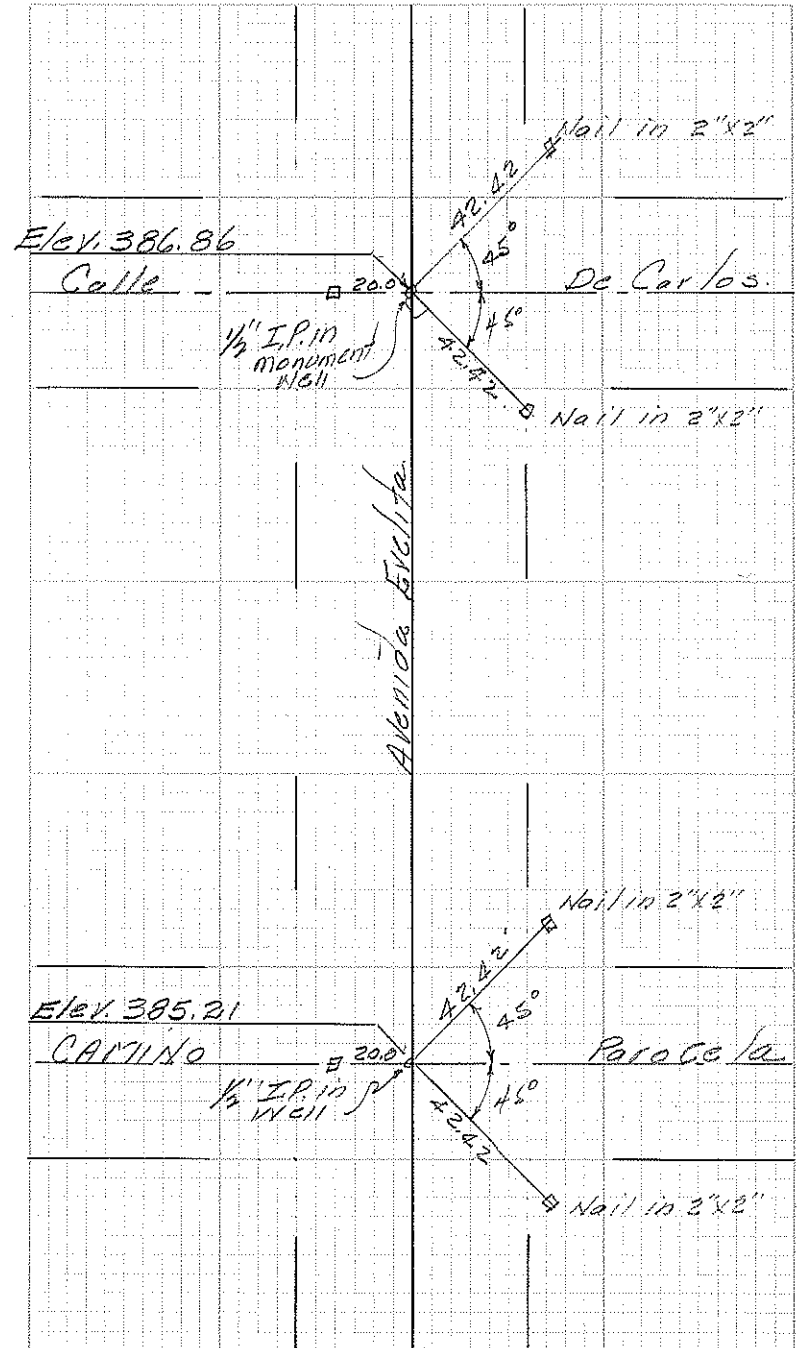 Nail in 2"x2"
42.42
Elev. 386.86
45°
Calle
20.0'
De Carlos.
45°
1/2" I.P. in
monument
Well
42.42
Nail in 2"x2"
Avenida Evelita
Nail in 2"x2"
42.42'
Elev. 385.21
45°
CAMINO
20.0'
Parocela
45°
1/2" I.P. in
Well
42.42
Nail in 2"x2"